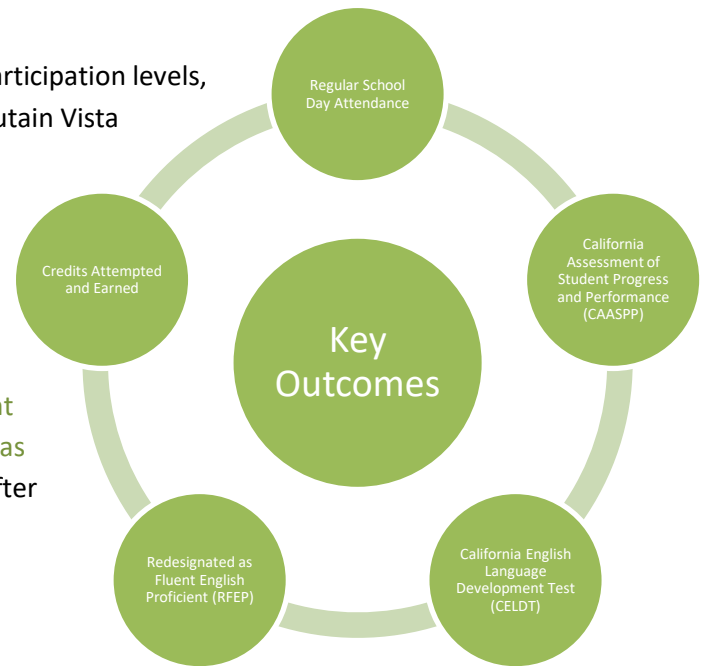 articipation levels,
utain Vista
Regular School
Day Attendance
California
Assessment of
Student Progress
and Performance
(CAASPP)
California English
Language
Development Test
(CELDT)
Redesignated as
Fluent English
Proficient (RFEP)
Credits Attempted
and Earned
Key
Outcomes
as
fter